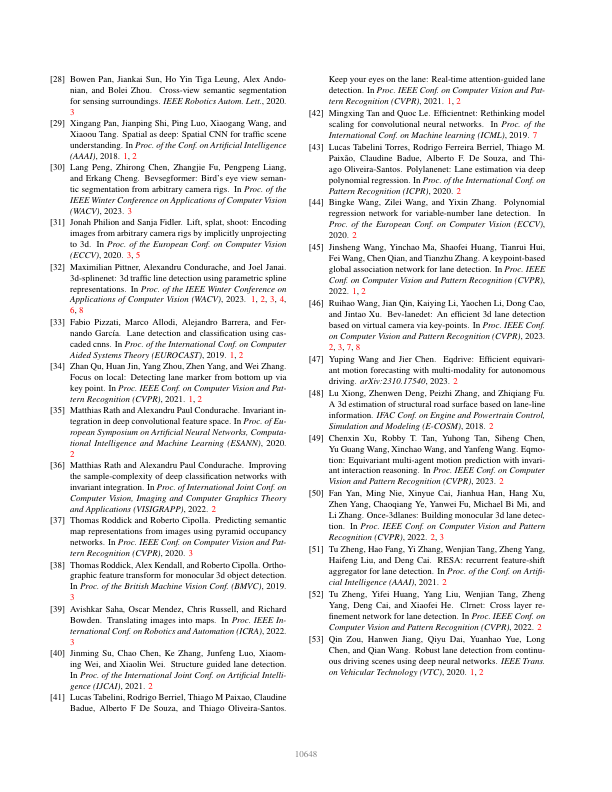 [28] Bowen Pan, Jiankai Sun, Ho Yin Tiga Leung, Alex Ando-
nian, and Bolei Zhou. Cross-view semantic segmentation
for sensing surroundings. IEEE Robotics Autom. Lett., 2020.
3
[29] Xingang Pan, Jianping Shi, Ping Luo, Xiaogang Wang, and
Xiaoou Tang. Spatial as deep: Spatial CNN for traffic scene
understanding. In Proc. of the Conf. on Artificial Intelligence
(AAAI), 2018. 1, 2
[30] Lang Peng, Zhirong Chen, Zhangjie Fu, Pengpeng Liang,
and Erkang Cheng. Bevsegformer: Bird's eye view seman-
tic segmentation from arbitrary camera rigs. In Proc. of the
IEEE Winter Conference on Applications of Computer Vision
(WACV), 2023. 3
[31] Jonah Philion and Sanja Fidler. Lift, splat, shoot: Encoding
images from arbitrary camera rigs by implicitly unprojecting
to 3d. In Proc. of the European Conf. on Computer Vision
(ECCV), 2020. 3, 5
[32] Maximilian Pittner, Alexandru Condurache, and Joel Janai.
3d-splinenet: 3d traffic line detection using parametric spline
representations. In Proc. of the IEEE Winter Conference on
Applications of Computer Vision (WACV), 2023. 1, 2, 3, 4,
6, 8
[33] Fabio Pizzati, Marco Allodi, Alejandro Barrera, and Fer-
nando García. Lane detection and classification using cas-
caded cnns. In Proc. of the International Conf. on Computer
Aided Systems Theory (EUROCAST), 2019. 1, 2
[34] Zhan Qu, Huan Jin, Yang Zhou, Zhen Yang, and Wei Zhang.
Focus on local: Detecting lane marker from bottom up via
key point. In Proc. IEEE Conf. on Computer Vision and Pat-
tern Recognition (CVPR), 2021. 1, 2
[35] Matthias Rath and Alexandru Paul Condurache. Invariant in-
tegration in deep convolutional feature space. In Proc. of Eu-
ropean Symposium on Artificial Neural Networks, Computa-
tional Intelligence and Machine Learning (ESANN), 2020.
2
[36] Matthias Rath and Alexandru Paul Condurache. Improving
the sample-complexity of deep classification networks with
invariant integration. In Proc. of International Joint Conf. on
Computer Vision, Imaging and Computer Graphics Theory
and Applications (VISIGRAPP), 2022. 2
[37] Thomas Roddick and Roberto Cipolla. Predicting semantic
map representations from images using pyramid occupancy
networks. In Proc. IEEE Conf. on Computer Vision and Pat-
tern Recognition (CVPR), 2020. 3
[38] Thomas Roddick, Alex Kendall, and Roberto Cipolla. Ortho-
graphic feature transform for monocular 3d object detection.
In Proc. of the British Machine Vision Conf. (BMVC), 2019.
3
[39] Avishkar Saha, Oscar Mendez, Chris Russell, and Richard
Bowden. Translating images into maps. In Proc. IEEE In-
ternational Conf. on Robotics and Automation (ICRA), 2022.
3
[40] Jinming Su, Chao Chen, Ke Zhang, Junfeng Luo, Xiaom-
ing Wei, and Xiaolin Wei. Structure guided lane detection.
In Proc. of the International Joint Conf. on Artificial Intelli-
gence (IJCAI), 2021. 2
[41] Lucas Tabelini, Rodrigo Berriel, Thiago M Paixao, Claudine
Badue, Alberto F De Souza, and Thiago Oliveira-Santos.
Keep your eyes on the lane: Real-time attention-guided lane
detection. In Proc. IEEE Conf. on Computer Vision and Pat-
tern Recognition (CVPR), 2021. 1, 2
[42] Mingxing Tan and Quoc Le. Efficientnet: Rethinking model
scaling for convolutional neural networks. In Proc. of the
International Conf. on Machine learning (ICML), 2019. 7
[43] Lucas Tabelini Torres, Rodrigo Ferreira Berriel, Thiago M.
Paixão, Claudine Badue, Alberto F. De Souza, and Thi-
ago Oliveira-Santos. Polylanenet: Lane estimation via deep
polynomial regression. In Proc. of the International Conf. on
Pattern Recognition (ICPR), 2020. 2
[44] Bingke Wang, Zilei Wang, and Yixin Zhang. Polynomial
regression network for variable-number lane detection. In
Proc. of the European Conf. on Computer Vision (ECCV),
2020. 2
[45] Jinsheng Wang, Yinchao Ma, Shaofei Huang, Tianrui Hui,
Fei Wang, Chen Qian, and Tianzhu Zhang. A keypoint-based
global association network for lane detection. In Proc. IEEE
Conf. on Computer Vision and Pattern Recognition (CVPR),
2022. 1, 2
[46] Ruihao Wang, Jian Qin, Kaiying Li, Yaochen Li, Dong Cao,
and Jintao Xu. Bev-lanedet: An efficient 3d lane detection
based on virtual camera via key-points. In Proc. IEEE Conf.
on Computer Vision and Pattern Recognition (CVPR), 2023.
2, 3, 7, 8
[47] Yuping Wang and Jier Chen. Eqdrive: Efficient equivari-
ant motion forecasting with multi-modality for autonomous
driving. arXiv:2310.17540, 2023. 2
[48] Lu Xiong, Zhenwen Deng, Peizhi Zhang, and Zhiqiang Fu.
A 3d estimation of structural road surface based on lane-line
information. IFAC Conf. on Engine and Powertrain Control,
Simulation and Modeling (E-COSM), 2018. 2
[49] Chenxin Xu, Robby T. Tan, Yuhong Tan, Siheng Chen,
Yu Guang Wang, Xinchao Wang, and Yanfeng Wang. Eqmo-
tion: Equivariant multi-agent motion prediction with invari-
ant interaction reasoning. In Proc. IEEE Conf. on Computer
Vision and Pattern Recognition (CVPR), 2023. 2
[50] Fan Yan, Ming Nie, Xinyue Cai, Jianhua Han, Hang Xu,
Zhen Yang, Chaoqiang Ye, Yanwei Fu, Michael Bi Mi, and
Li Zhang. Once-3dlanes: Building monocular 3d lane detec-
tion. In Proc. IEEE Conf. on Computer Vision and Pattern
Recognition (CVPR), 2022. 2, 3
[51] Tu Zheng, Hao Fang, Yi Zhang, Wenjian Tang, Zheng Yang,
Haifeng Liu, and Deng Cai. RESA: recurrent feature-shift
aggregator for lane detection. In Proc. of the Conf. on Artifi-
cial Intelligence (AAAI), 2021. 2
[52] Tu Zheng, Yifei Huang, Yang Liu, Wenjian Tang, Zheng
Yang, Deng Cai, and Xiaofei He. Clrnet: Cross layer re-
finement network for lane detection. In Proc. IEEE Conf. on
Computer Vision and Pattern Recognition (CVPR), 2022. 2
[53] Qin Zou, Hanwen Jiang, Qiyu Dai, Yuanhao Yue, Long
Chen, and Qian Wang. Robust lane detection from continu-
ous driving scenes using deep neural networks. IEEE Trans.
on Vehicular Technology (VTC), 2020. 1, 2
10648